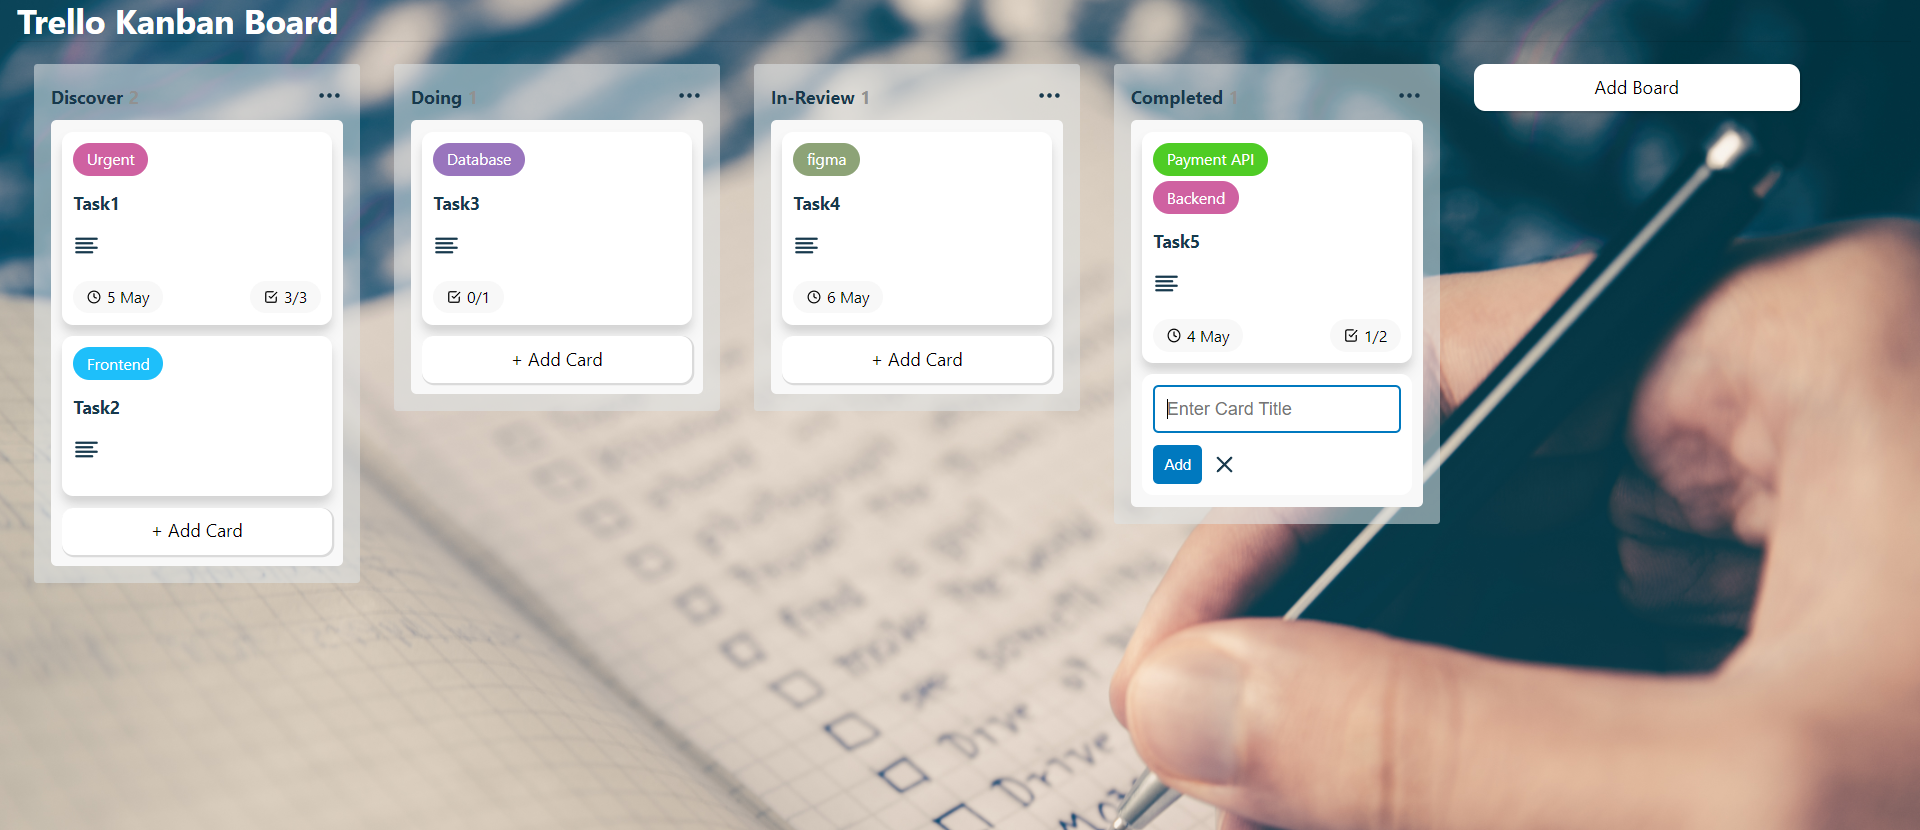 Trello Kanban Board
Discover 2
Urgent
Task1
5 May
3/3
Frontend
Task2
+ Add Card
Doing 1
Database
Task3
0/1
+ Add Card
In-Review 1
figma
Task4
6 May
+ Add Card
Completed 1
Payment API
Backend
Task5
4 May
1/2
Enter Card Title
Add
Add Board
Drive
Drive